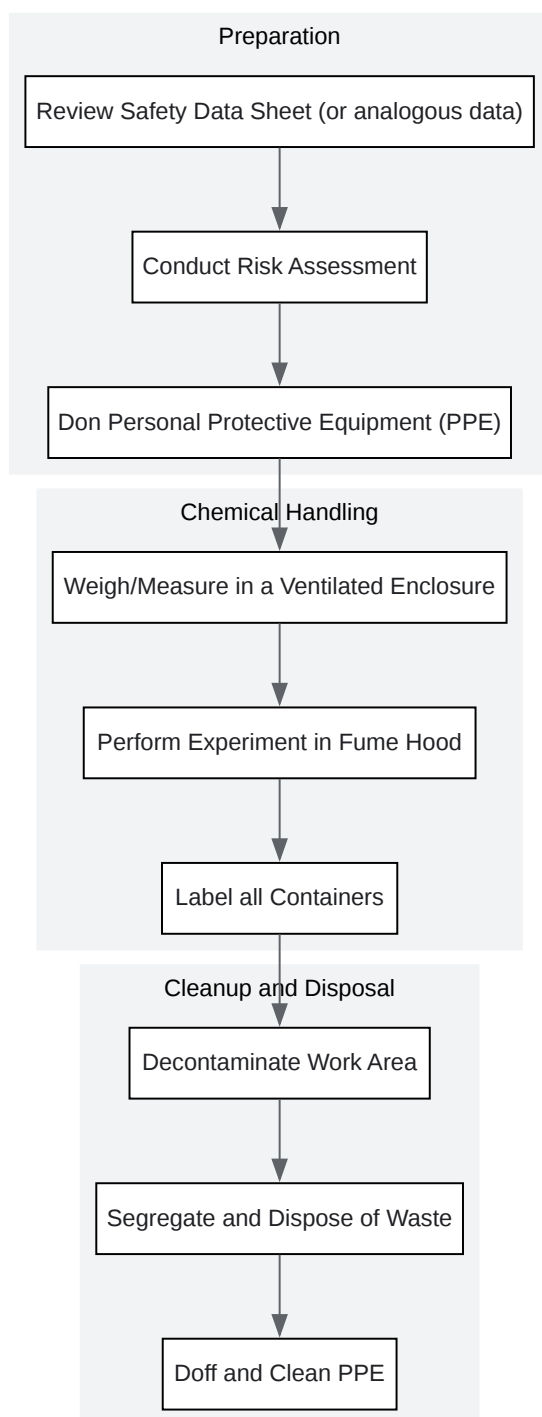 Preparation
Review Safety Data Sheet (or analogous data)
Conduct Risk Assessment
Don Personal Protective Equipment (PPE)
Chemical Handling
Weigh/Measure in a Ventilated Enclosure
Perform Experiment in Fume Hood
Label all Containers
Cleanup and Disposal
Decontaminate Work Area
Segregate and Dispose of Waste
Doff and Clean PPE